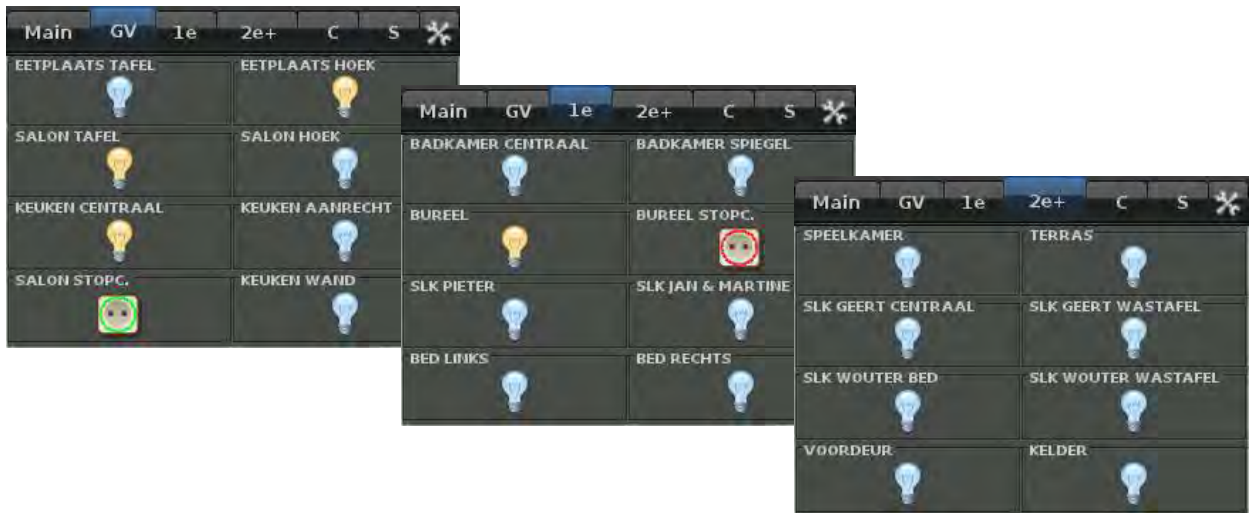 Main GV 1e 2e+ C S
EETPLAATS TAFEL EETPLAATS HOEK
SALON TAFEL SALON HOEK
KEUKEN CENTRAAL KEUKEN AANRECHT
SALON STOPC. KEUKEN WAND
Main GV 1e 2e+ C S
BADKAMER CENTRAAL BADKAMER SPIEGEL
BUREEL BUREEL STOPC.
SLK PIETER SLK JAN & MARTINE
BED LINKS BED RECHTS
Main GV 1e 2e+ C S
SPEELKAMER TERRAS
SLK GEERT CENTRAAL SLK GEERT WASTAFEL
SLK WOUTER BED SLK WOUTER WASTAFEL
VOORDEUR KELDER